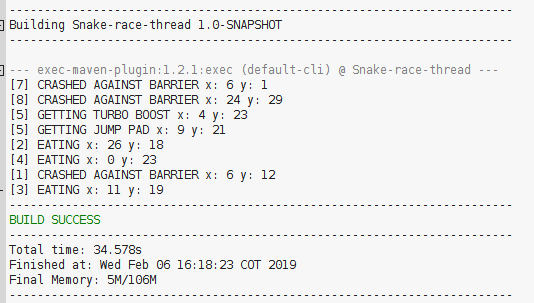 ------------------------------------------------------------------------
Building Snake-race-thread 1.0-SNAPSHOT
------------------------------------------------------------------------
--- exec-maven-plugin:1.2.1:exec (default-cli) @ Snake-race-thread ---
[7] CRASHED AGAINST BARRIER x: 6 y: 1
[8] CRASHED AGAINST BARRIER x: 24 y: 29
[5] GETTING TURBO BOOST x: 4 y: 23
[5] GETTING JUMP PAD x: 9 y: 21
[2] EATING x: 26 y: 18
[4] EATING x: 0 y: 23
[1] CRASHED AGAINST BARRIER x: 6 y: 12
[3] EATING x: 11 y: 19
------------------------------------------------------------------------
BUILD SUCCESS
------------------------------------------------------------------------
Total time: 34.578s
Finished at: Wed Feb 06 16:18:23 COT 2019
Final Memory: 5M/106M
------------------------------------------------------------------------